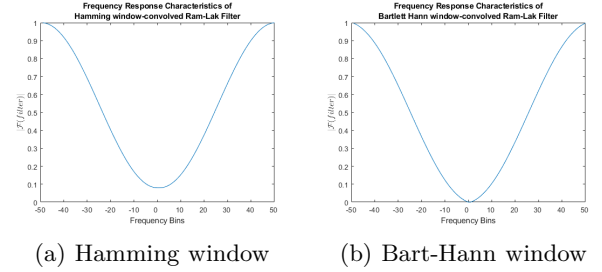 Frequency Response Characteristics of
Hamming window-convolved Ram-Lak Filter
1
0.9
0.8
0.7
0.6
0.5
0.4
0.3
0.2
0.1
0
|F(filter)|
-50 -40 -30 -20 -10 0 10 20 30 40 50
Frequency Bins
(a) Hamming window
Frequency Response Characteristics of
Bartlett Hann window-convolved Ram-Lak Filter
1
0.9
0.8
0.7
0.6
0.5
0.4
0.3
0.2
0.1
0
|F(filter)|
-50 -40 -30 -20 -10 0 10 20 30 40 50
Frequency Bins
(b) Bart-Hann window